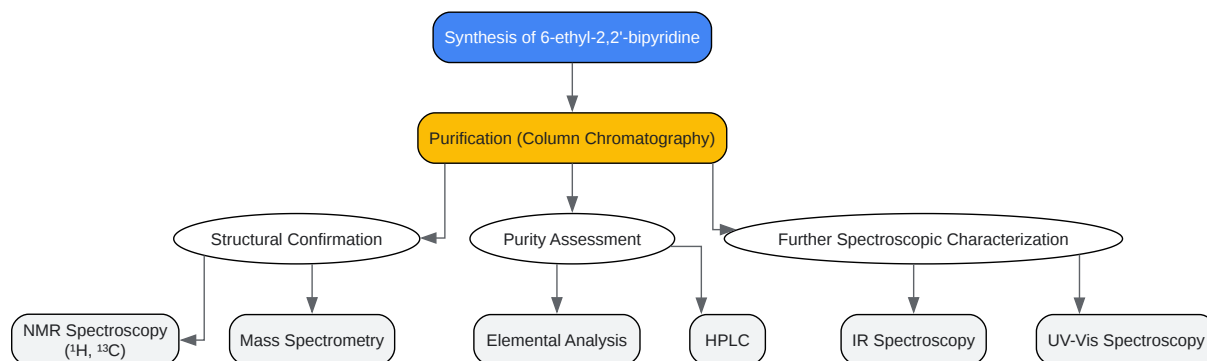 Synthesis of 6-ethyl-2,2'-bipyridine
Purification (Column Chromatography)
Structural Confirmation
Purity Assessment
Further Spectroscopic Characterization
NMR Spectroscopy
(¹H, ¹³C)
Mass Spectrometry
Elemental Analysis
HPLC
IR Spectroscopy
UV-Vis Spectroscopy